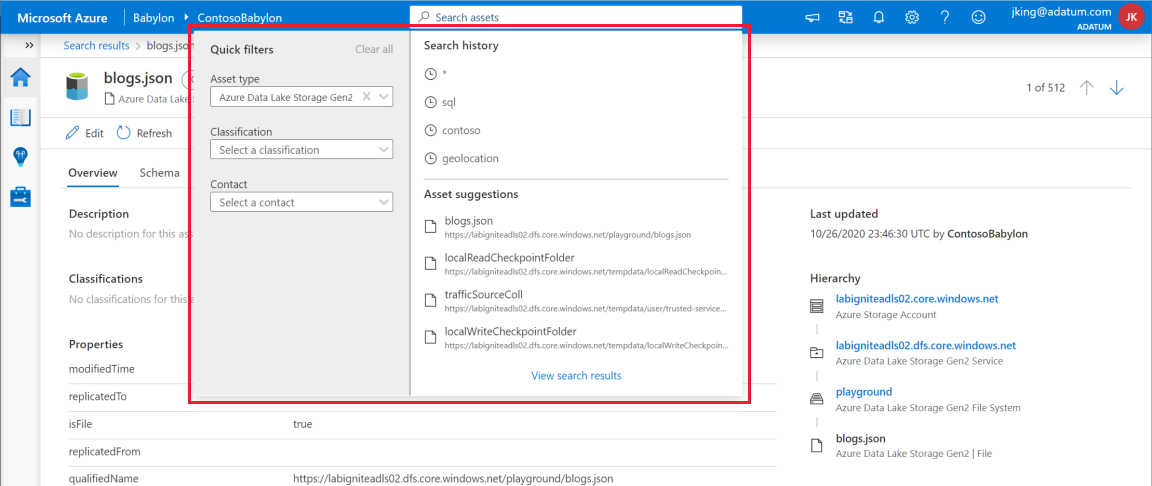 Microsoft Azure Babylon ContosoBabylon Search assets jking@adatum.com
ADATUM JK
Search results > blogs.json
blogs.json
Azure Data Lake
1 of 512
Edit Refresh
Overview Schema
Description
No description for this
Classifications
No classifications for this
Properties
modifiedTime
replicatedTo
isFile true
replicatedFrom
qualifiedName https://labigniteadls02.dfs.core.windows.net/playground/blogs.json
Quick filters Clear all
Asset type
Azure Data Lake Storage Gen2
Classification
Select a classification
Contact
Select a contact
Search history
*
sql
contoso
geolocation
Asset suggestions
blogs.json
https://labigniteadls02.dfs.core.windows.net/playground/blogs.json
localReadCheckpointFolder
https://labigniteadls02.dfs.core.windows.net/tempdata/localReadCheckpoin...
trafficSourceColl
https://labigniteadls02.dfs.core.windows.net/tempdata/user/trusted-service...
localWriteCheckpointFolder
https://labigniteadls02.dfs.core.windows.net/tempdata/localWriteCheckpoin...
View search results
Last updated
10/26/2020 23:46:30 UTC by ContosoBabylon
Hierarchy
labigniteadls02.core.windows.net
Azure Storage Account
labigniteadls02.dfs.core.windows.net
Azure Data Lake Storage Gen2 Service
playground
Azure Data Lake Storage Gen2 File System
blogs.json
Azure Data Lake Storage Gen2 | File